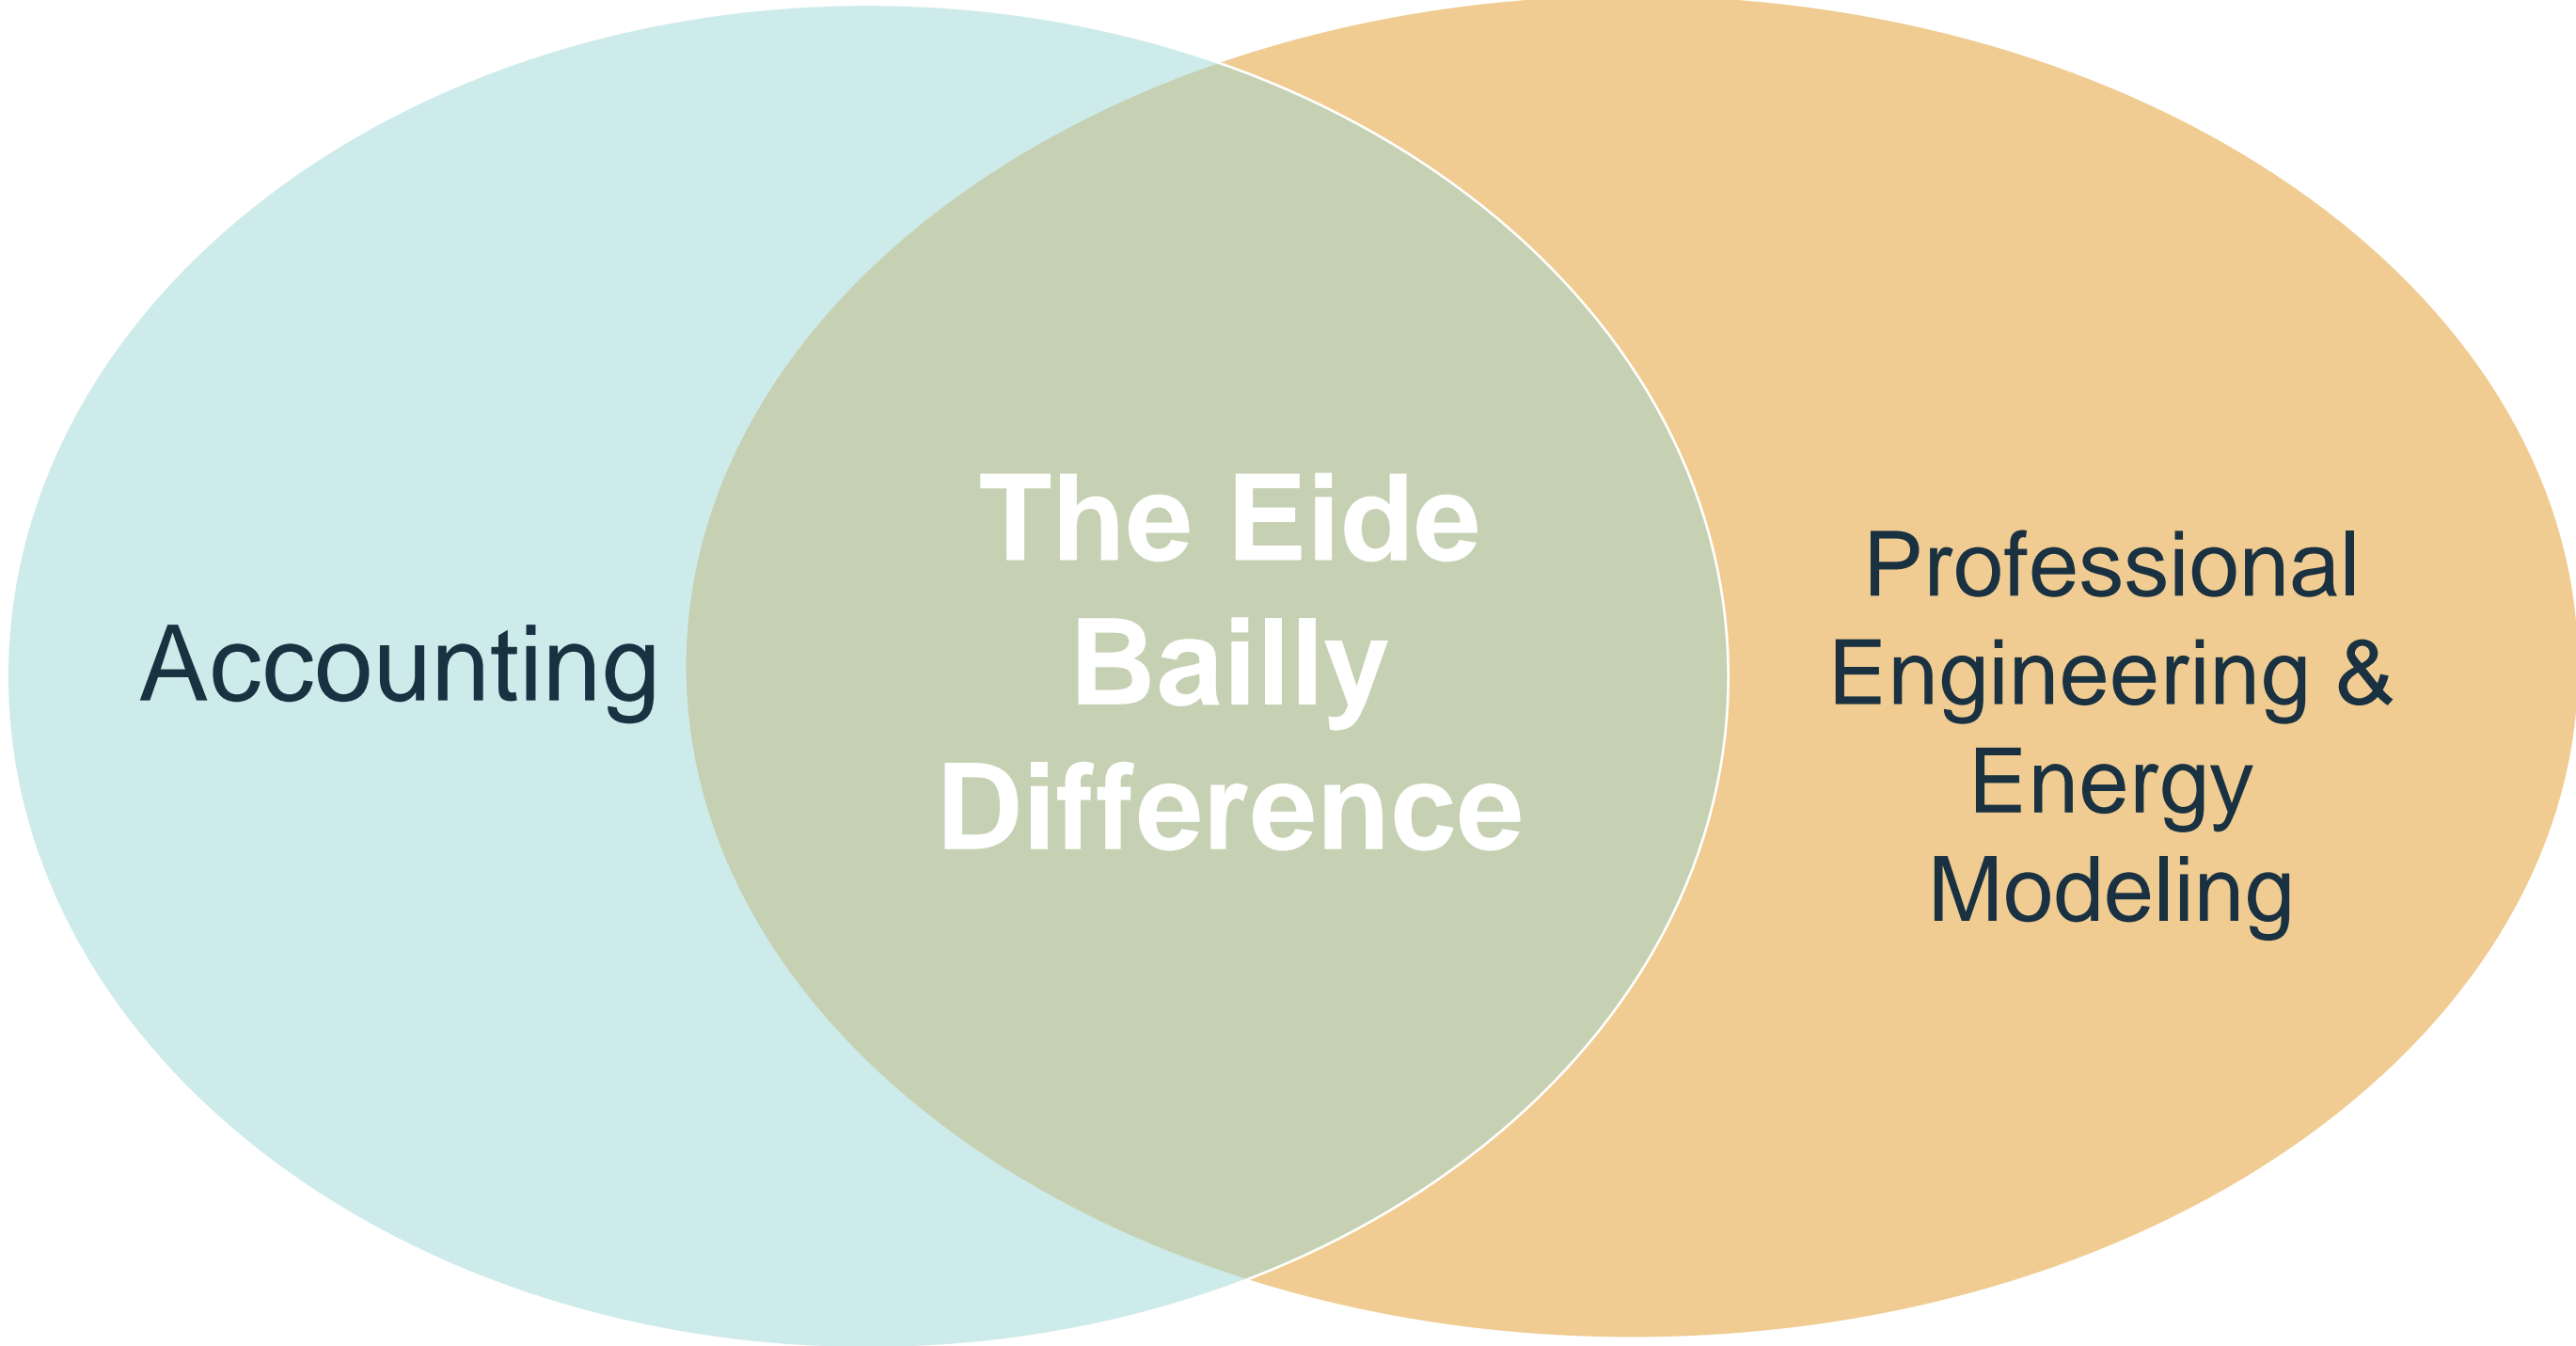 Accounting
The Eide
Bailly
Difference
Professional
Engineering &
Energy
Modeling